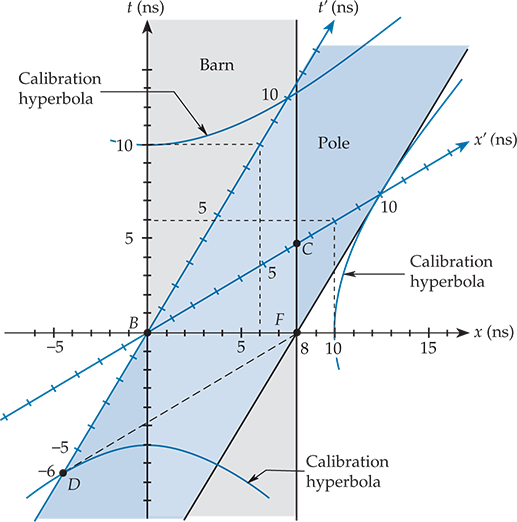 t (ns)
t′ (ns)
Barn
Calibration
hyperbola
10
10
Pole
x′ (ns)
5
10
5
C
5
Calibration
hyperbola
B
F
−5
5
8
10
15
x (ns)
−5
−6
D
Calibration
hyperbola